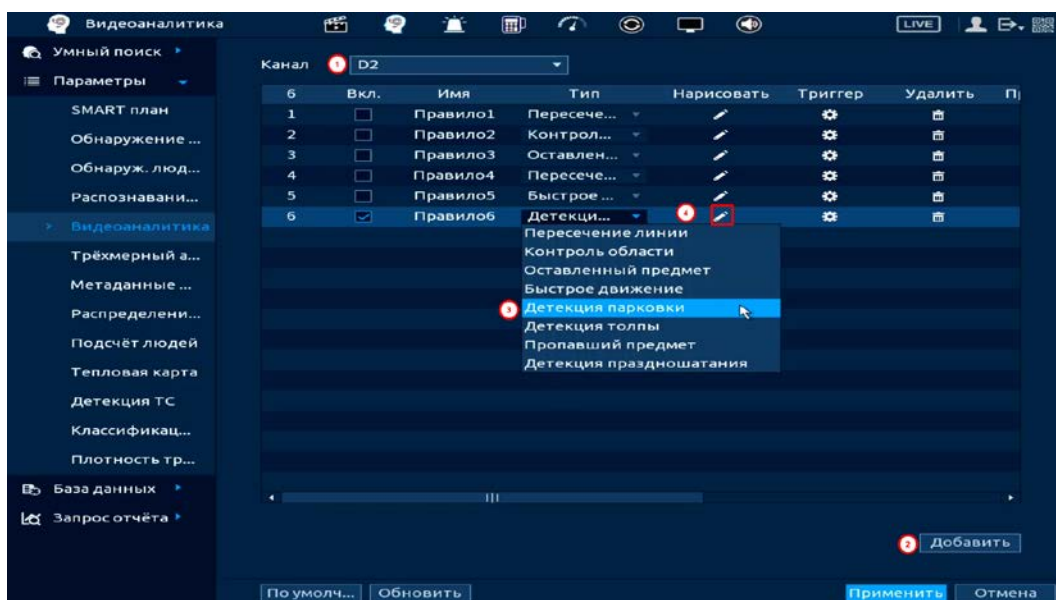 Видеоаналитика
LIVE
Умный поиск
Параметры
SMART план
Обнаружение ...
Обнаруж. люд...
Распознавани...
Видеоаналитика
Трёхмерный а...
Метаданные ...
Распределени...
Подсчёт людей
Тепловая карта
Детекция ТС
Классификац...
Плотность тр...
База данных
Запрос отчёта
Канал 1 D2
6 Вкл. Имя Тип Нарисовать Триггер Удалить П
1 Правило1 Пересече...
2 Правило2 Контрол...
3 Правило3 Оставлен...
4 Правило4 Пересече...
5 Правило5 Быстрое ...
6 Правило6 Детекци... 4
Пересечение линии
Контроль области
Оставленный предмет
Быстрое движение
3 Детекция парковки
Детекция толпы
Пропавший предмет
Детекция праздношатания
2 Добавить
По умолч... Обновить Применить Отмена